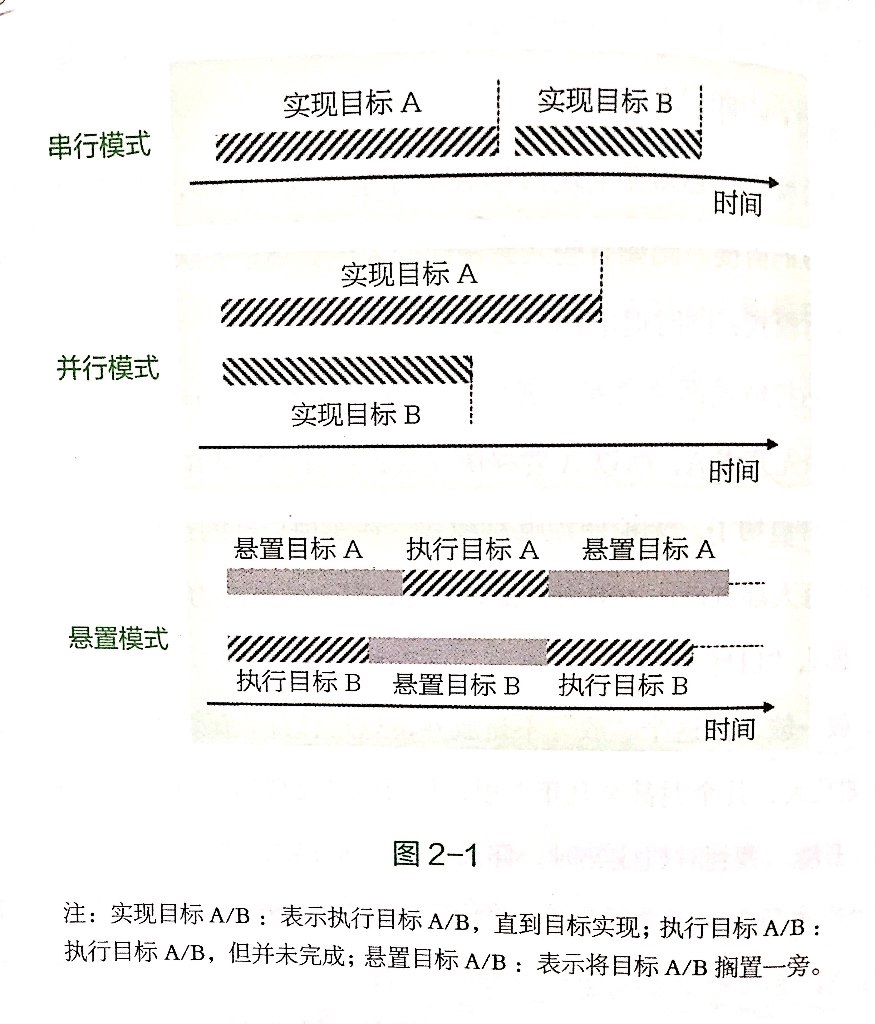 实现目标 A
实现目标 B
串行模式
时间
实现目标 A
并行模式
实现目标 B
时间
悬置目标 A 执行目标 A 悬置目标 A
悬置模式
执行目标 B 悬置目标 B 执行目标 B
时间
图 2-1
注：实现目标 A/B：表示执行目标 A/B，直到目标实现；执行目标 A/B：
执行目标 A/B，但并未完成；悬置目标 A/B：表示将目标 A/B 搁置一旁。